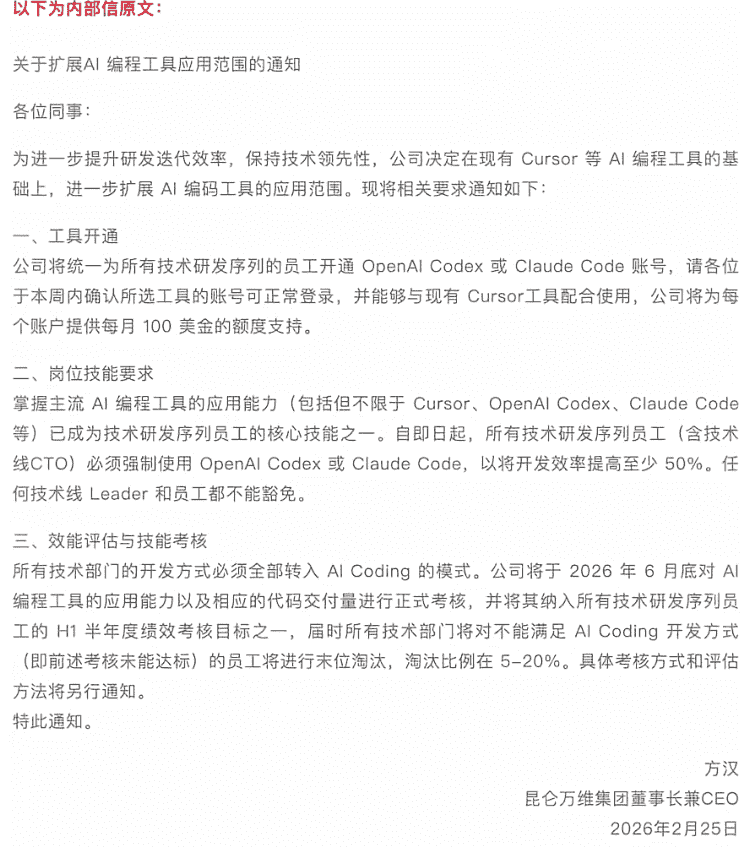 以下为内部信原文：
关于扩展AI 编程工具应用范围的通知
各位同事：
为进一步提升研发迭代效率，保持技术领先性，公司决定在现有 Cursor 等 AI 编程工具的基
础上，进一步扩展 AI 编码工具的应用范围。现将相关要求通知如下：
一、工具开通
公司将统一为所有技术研发序列的员工开通 OpenAI Codex 或 Claude Code 账号，请各位
于本周内确认所选工具的账号可正常登录，并能够与现有 Cursor工具配合使用，公司将为每
个账户提供每月 100 美金的额度支持。
二、岗位技能要求
掌握主流 AI 编程工具的应用能力（包括但不限于 Cursor、OpenAI Codex、Claude Code
等）已成为技术研发序列员工的核心技能之一。自即日起，所有技术研发序列员工（含技术
线CTO）必须强制使用 OpenAI Codex 或 Claude Code，以将开发效率提高至少 50%。任
何技术线 Leader 和员工都不能豁免。
三、效能评估与技能考核
所有技术部门的开发方式必须全部转入 AI Coding 的模式。公司将于 2026 年 6 月底对 AI
编程工具的应用能力以及相应的代码交付量进行正式考核，并将其纳入所有技术研发序列员
工的 H1 半年度绩效考核目标之一，届时所有技术部门将对不能满足 AI Coding 开发方式
（即前述考核未能达标）的员工将进行末位淘汰，淘汰比例在 5–20%。具体考核方式和评估
方法将另行通知。
特此通知。
方汉
昆仑万维集团董事长兼CEO
2026年2月25日